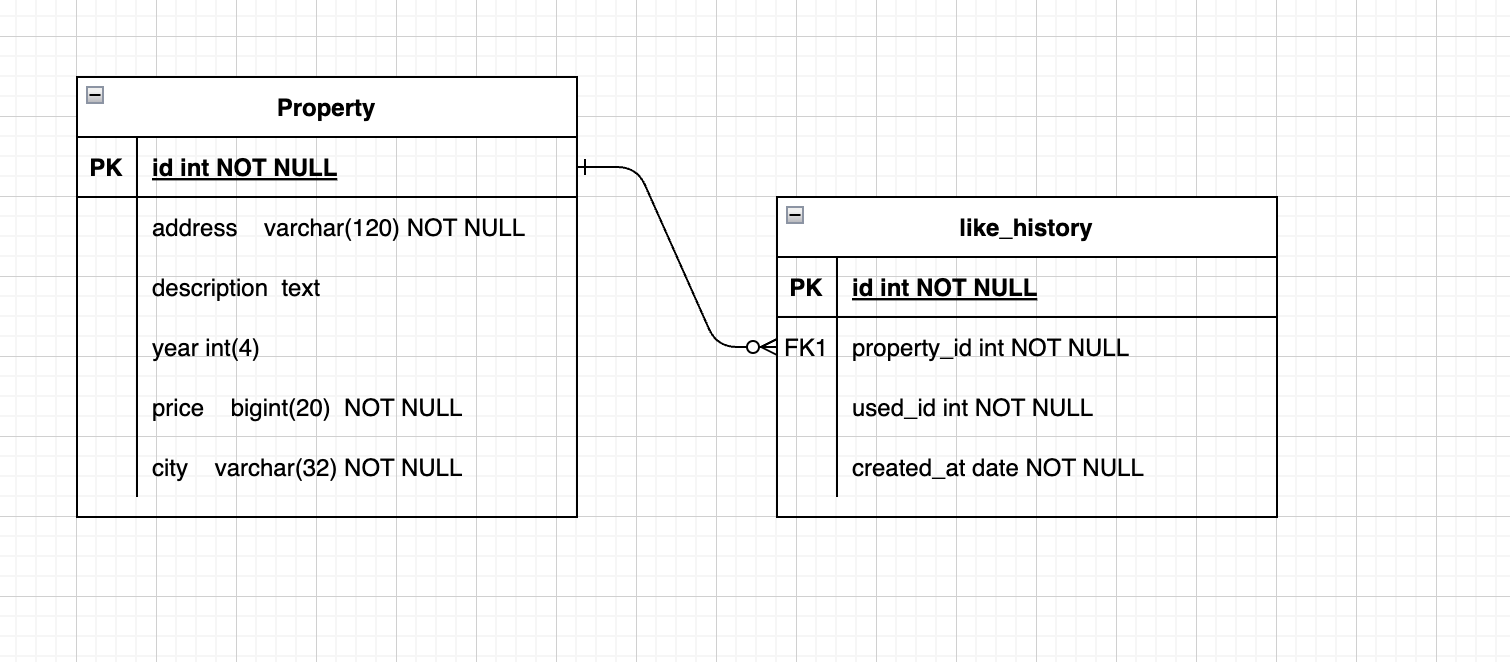 Property
PK id int NOT NULL
address varchar(120) NOT NULL
description text
year int(4)
price bigint(20) NOT NULL
city varchar(32) NOT NULL
like_history
PK id int NOT NULL
FK1 property_id int NOT NULL
used_id int NOT NULL
created_at date NOT NULL